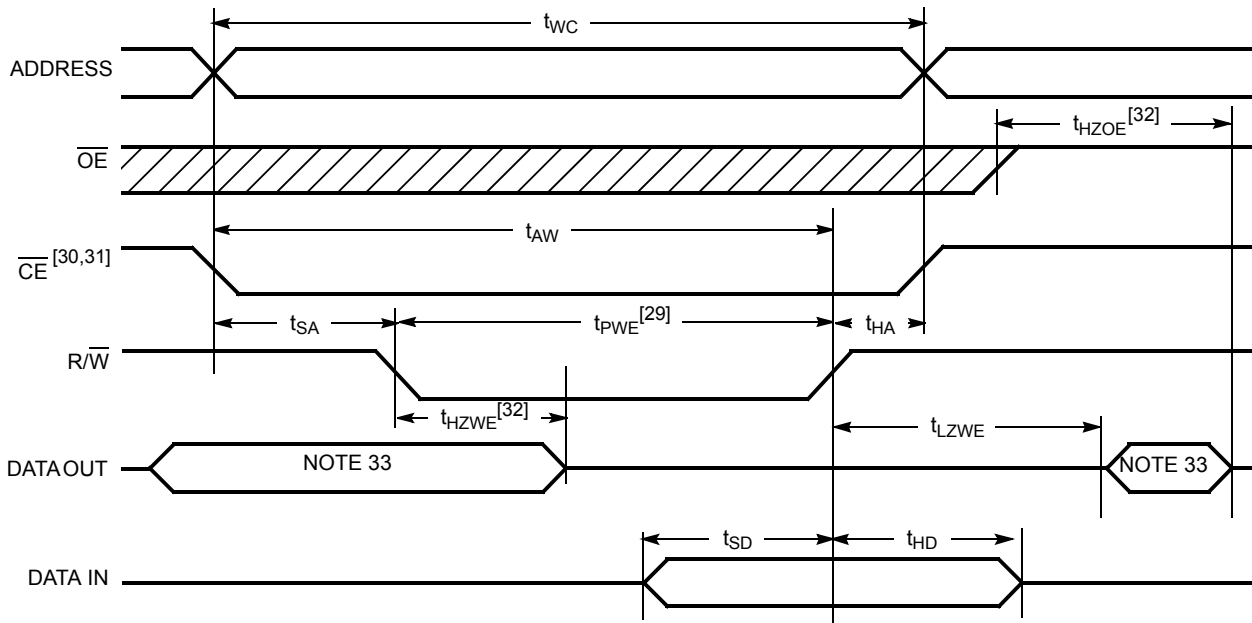 tWC
ADDRESS
tHZOE[32]
OE
tAW
CE [30,31]
tSA
tPWE[29]
tHA
R/W
tHZWE[32]
tLZWE
DATA OUT
NOTE 33
NOTE 33
tSD
tHD
DATA IN